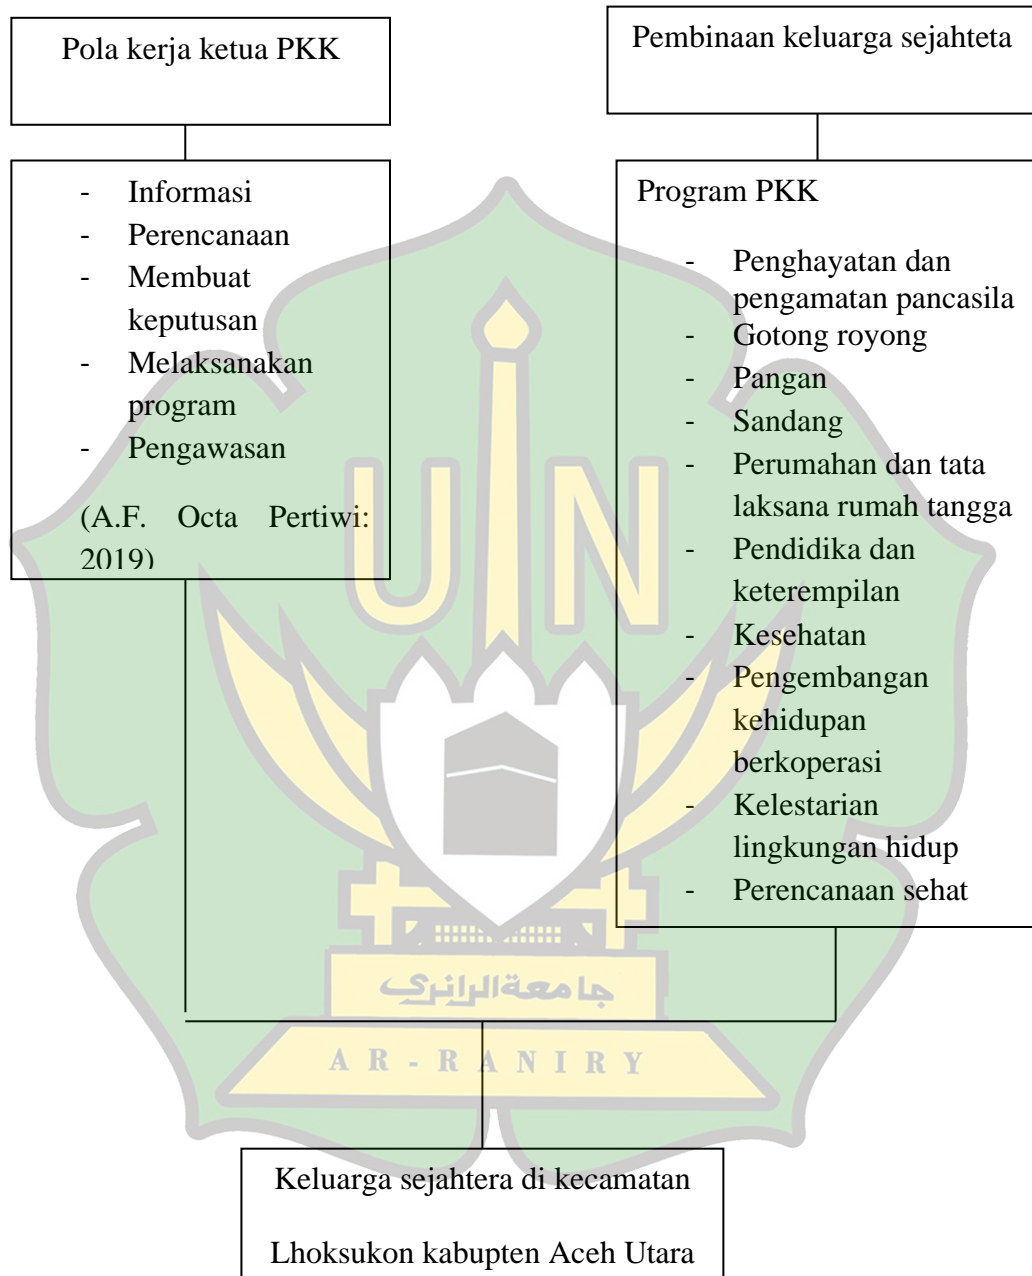 Pola kerja ketua PKK
Pembinaan keluarga sejahteta
- Informasi
- Perencanaan
- Membuat
keputusan
- Melaksanakan
program
- Pengawasan
(A.F. Octa Pertiwi:
2019)
Program PKK
- Penghayatan dan
pengamatan pancasila
- Gotong royong
- Pangan
- Sandang
- Perumahan dan tata
laksana rumah tangga
- Pendidika dan
keterempilan
- Kesehatan
- Pengembangan
kehidupan
berkoperasi
- Kelestarian
lingkungan hidup
- Perencanaan sehat
UIN
جامعة الرانري
AR-RANIRY
Keluarga sejahtera di kecamatan
Lhoksukon kabupten Aceh Utara